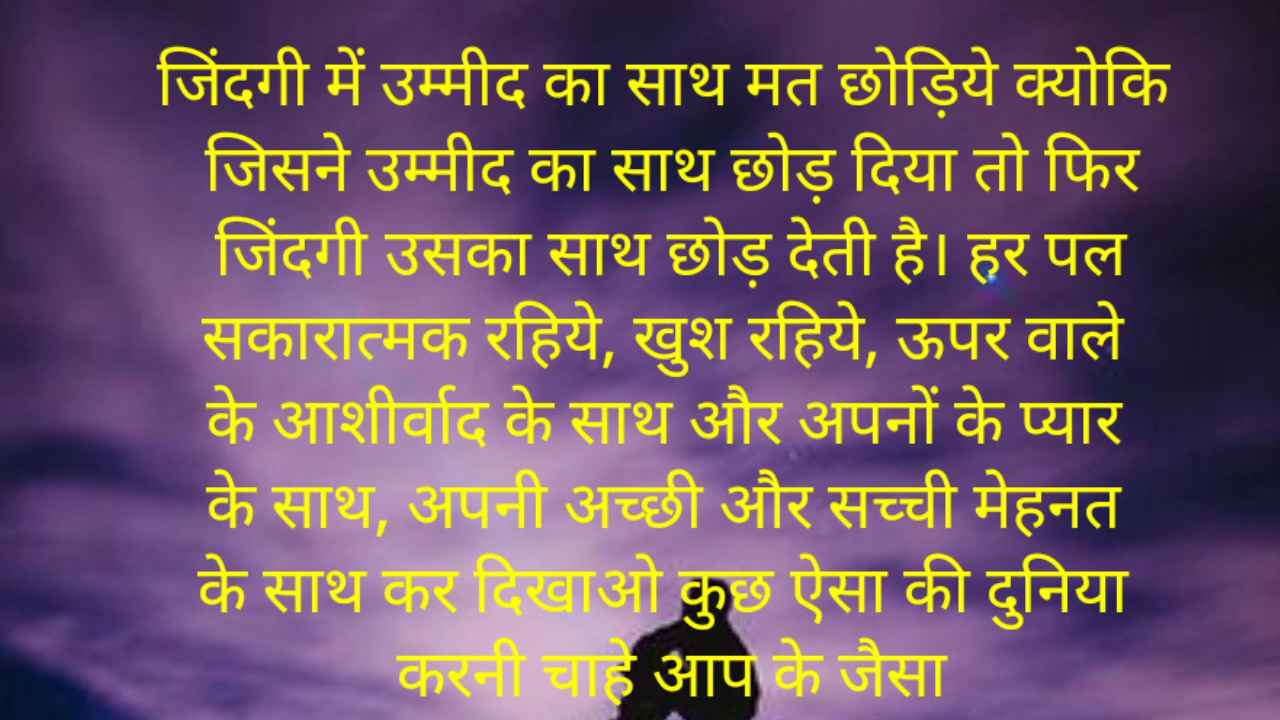 जिंदगी में उम्मीद का साथ मत छोड़िये क्योकि
जिसने उम्मीद का साथ छोड़ दिया तो फिर
जिंदगी उसका साथ छोड़ देती है। हर पल
सकारात्मक रहिये, खुश रहिये, ऊपर वाले
के आशीर्वाद के साथ और अपनों के प्यार
के साथ, अपनी अच्छी और सच्ची मेहनत
के साथ कर दिखाओ कुछ ऐसा की दुनिया
करनी चाहे आप के जैसा